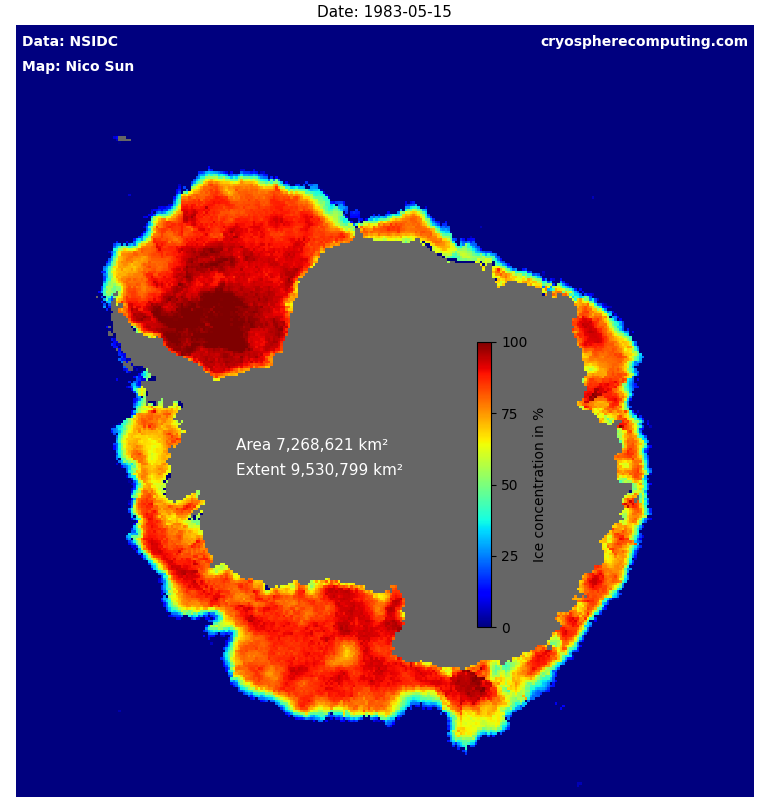 Date: 1983-05-15
Data: NSIDC
cryospherecomputing.com
Map: Nico Sun
100
75
50
25
0
Ice concentration in %
Area 7,268,621 km²
Extent 9,530,799 km²